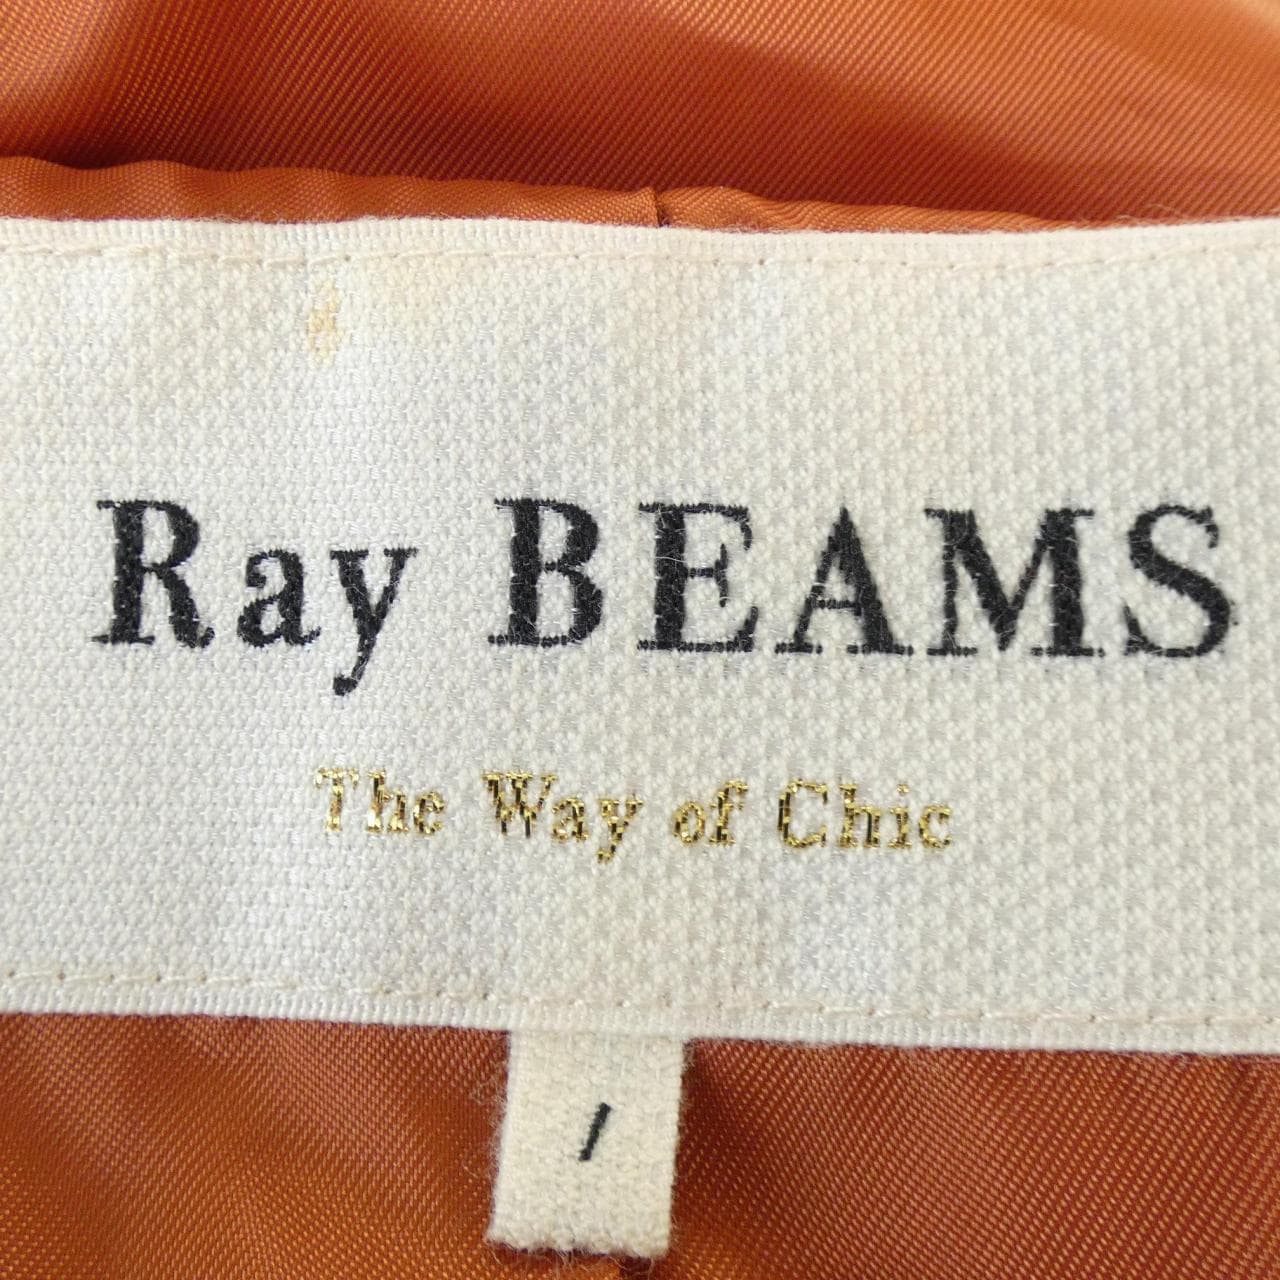 Ray BEAMS
The Way of Chic
1